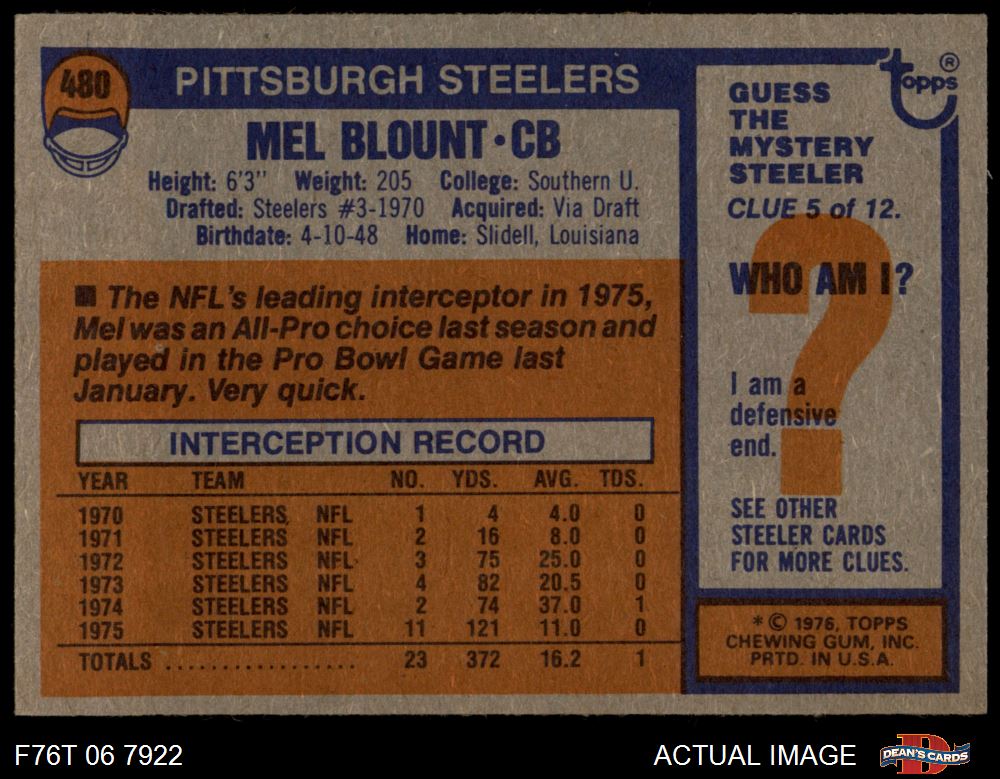 480
PITTSBURGH STEELERS
MEL BLOUNT • CB
Height: 6'3" Weight: 205 College: Southern U.
Drafted: Steelers #3-1970 Acquired: Via Draft
Birthdate: 4-10-48 Home: Slidell, Louisiana
■ The NFL's leading interceptor in 1975,
Mel was an All-Pro choice last season and
played in the Pro Bowl Game last
January. Very quick.
INTERCEPTION RECORD
YEAR TEAM NO. YDS. AVG. TDS.
1970 STEELERS, NFL 1 4 4.0 0
1971 STEELERS NFL 2 16 8.0 0
1972 STEELERS NFL 3 75 25.0 0
1973 STEELERS NFL 4 82 20.5 0
1974 STEELERS NFL 2 74 37.0 1
1975 STEELERS NFL 11 121 11.0 0
TOTALS .................. 23 372 16.2 1
topps ®
GUESS
THE
MYSTERY
STEELER
CLUE 5 of 12.
WHO AM I?
?
I am a
defensive
end.
SEE OTHER
STEELER CARDS
FOR MORE CLUES.
* © 1976, TOPPS
CHEWING GUM, INC.
PRTD. IN U.S.A.
F76T 06 7922
ACTUAL IMAGE
D
DEAN'S CARDS